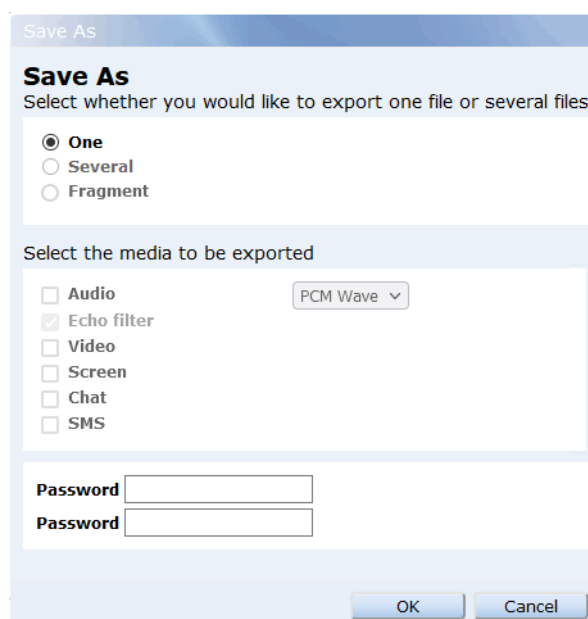 Save As
Save As
Select whether you would like to export one file or several files
One
Several
Fragment
Select the media to be exported
Audio PCM Wave
Echo filter
Video
Screen
Chat
SMS
Password
Password
OK Cancel